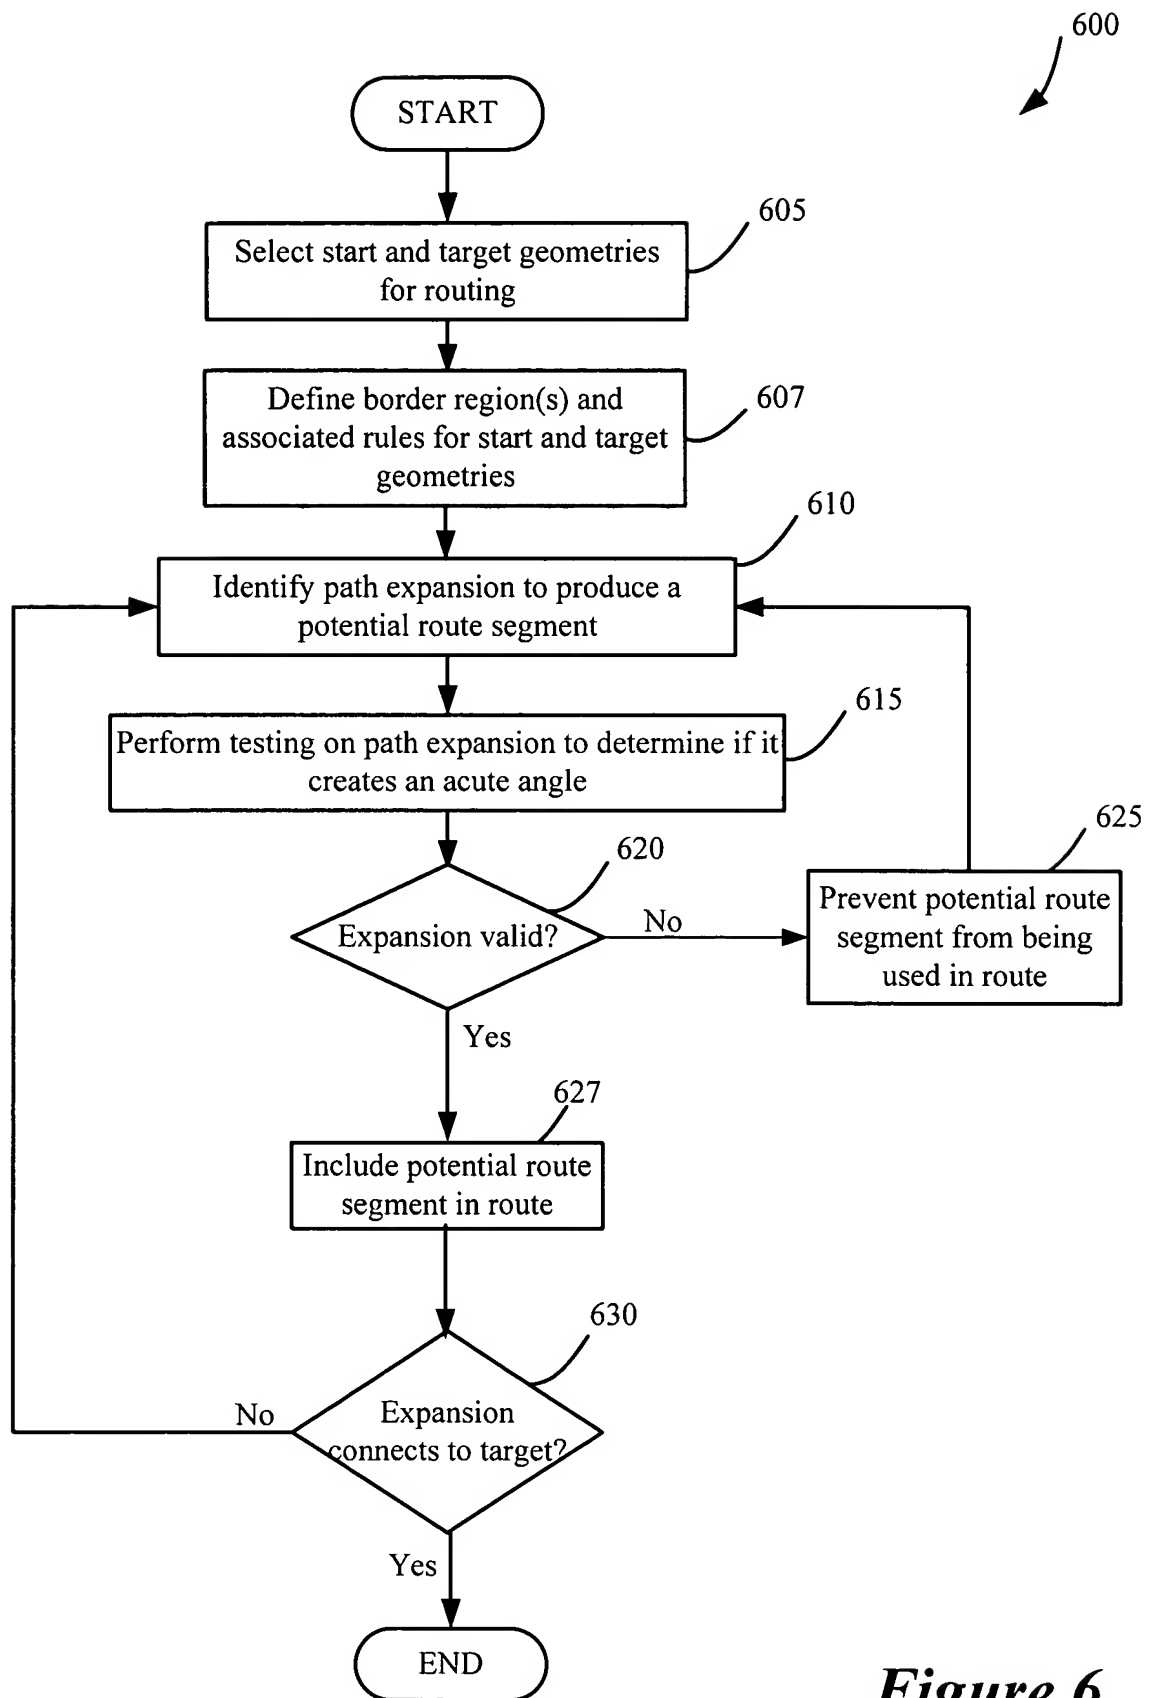 600
START
605
Select start and target geometries
for routing
607
Define border region(s) and
associated rules for start and target
geometries
610
Identify path expansion to produce a
potential route segment
615
Perform testing on path expansion to determine if it
creates an acute angle
620
625
Expansion valid?
No
Prevent potential route
segment from being
used in route
Yes
627
Include potential route
segment in route
630
No
Expansion
connects to target?
Yes
END
Figure 6